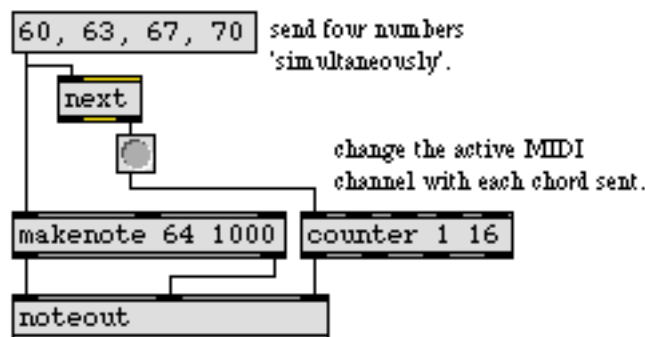 60, 63, 67, 70
send four numbers
'simultaneously'.
next
change the active MIDI
channel with each chord sent.
makenote 64 1000
counter 1 16
noteout